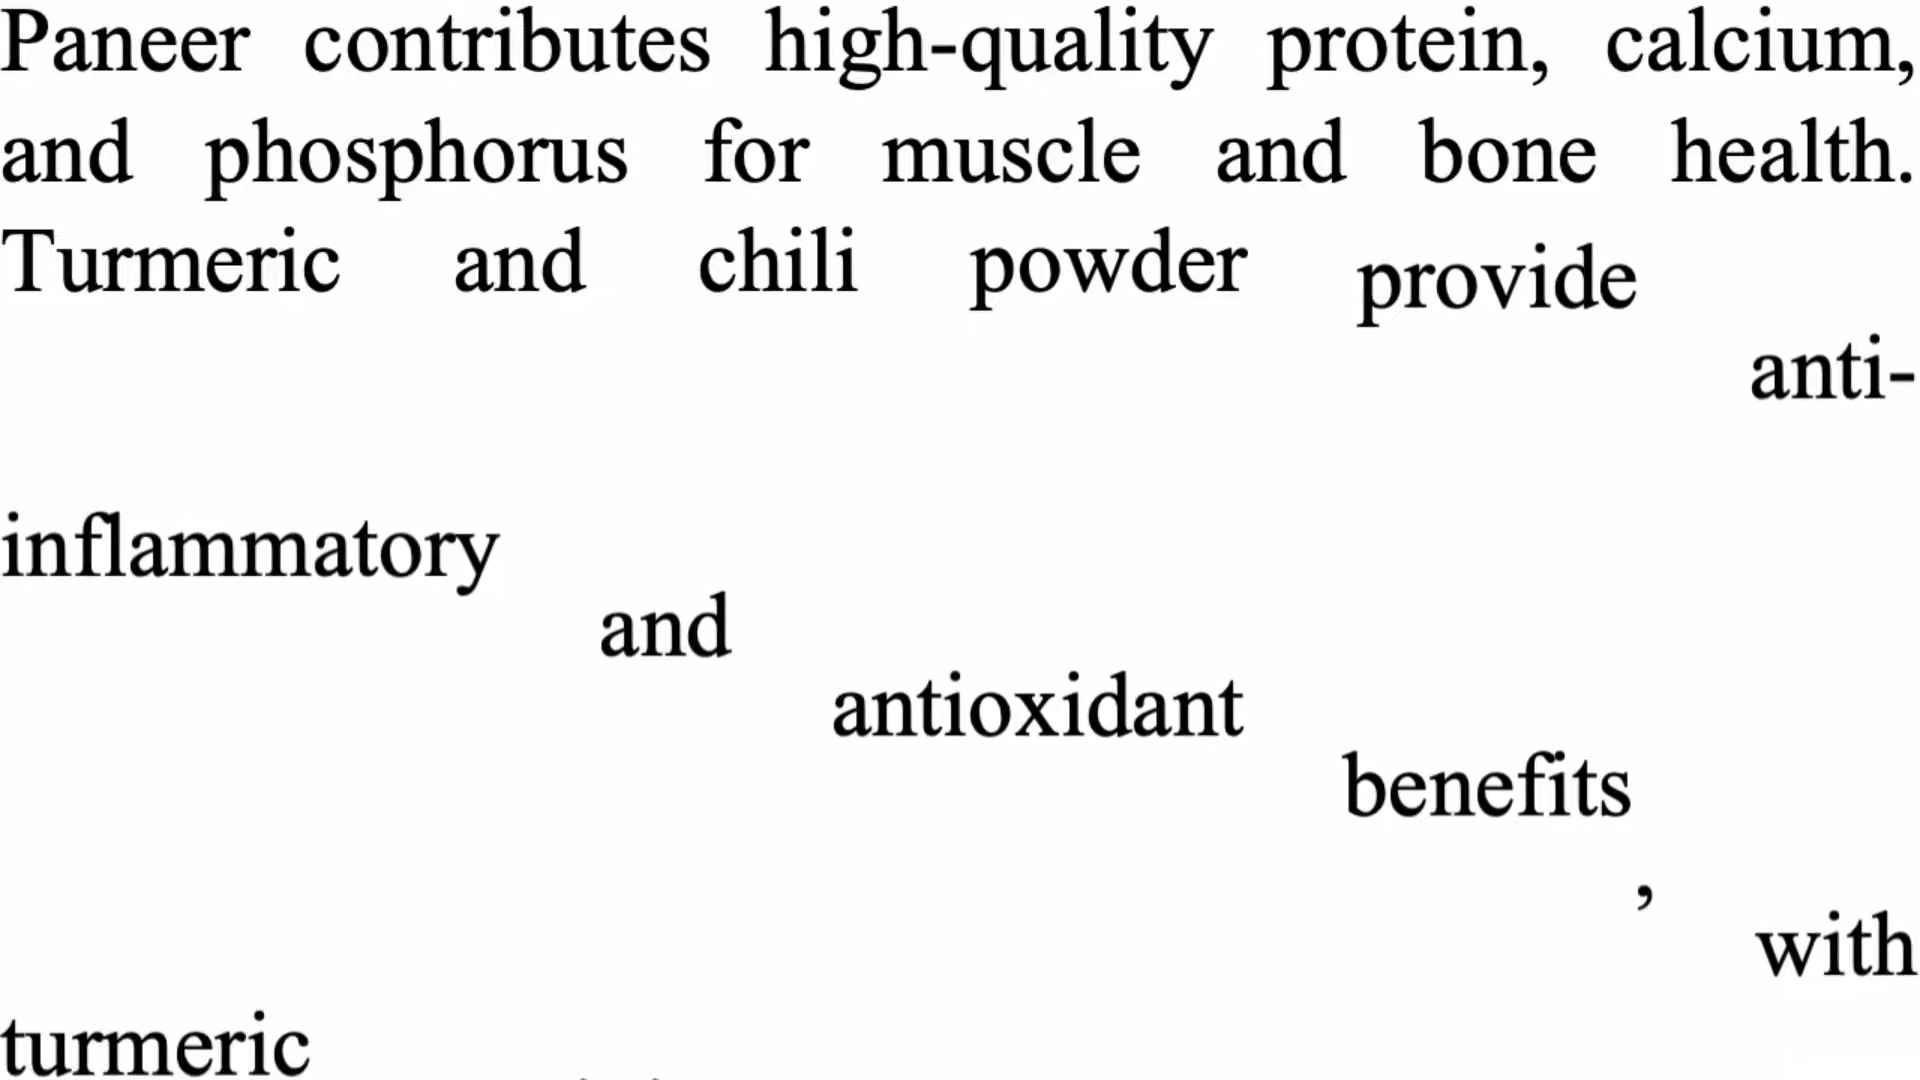 Paneer contributes high-quality protein, calcium,
and phosphorus for muscle and bone health.
Turmeric and chili powder provide
anti-
inflammatory
and
antioxidant
benefits
,
with
turmeric